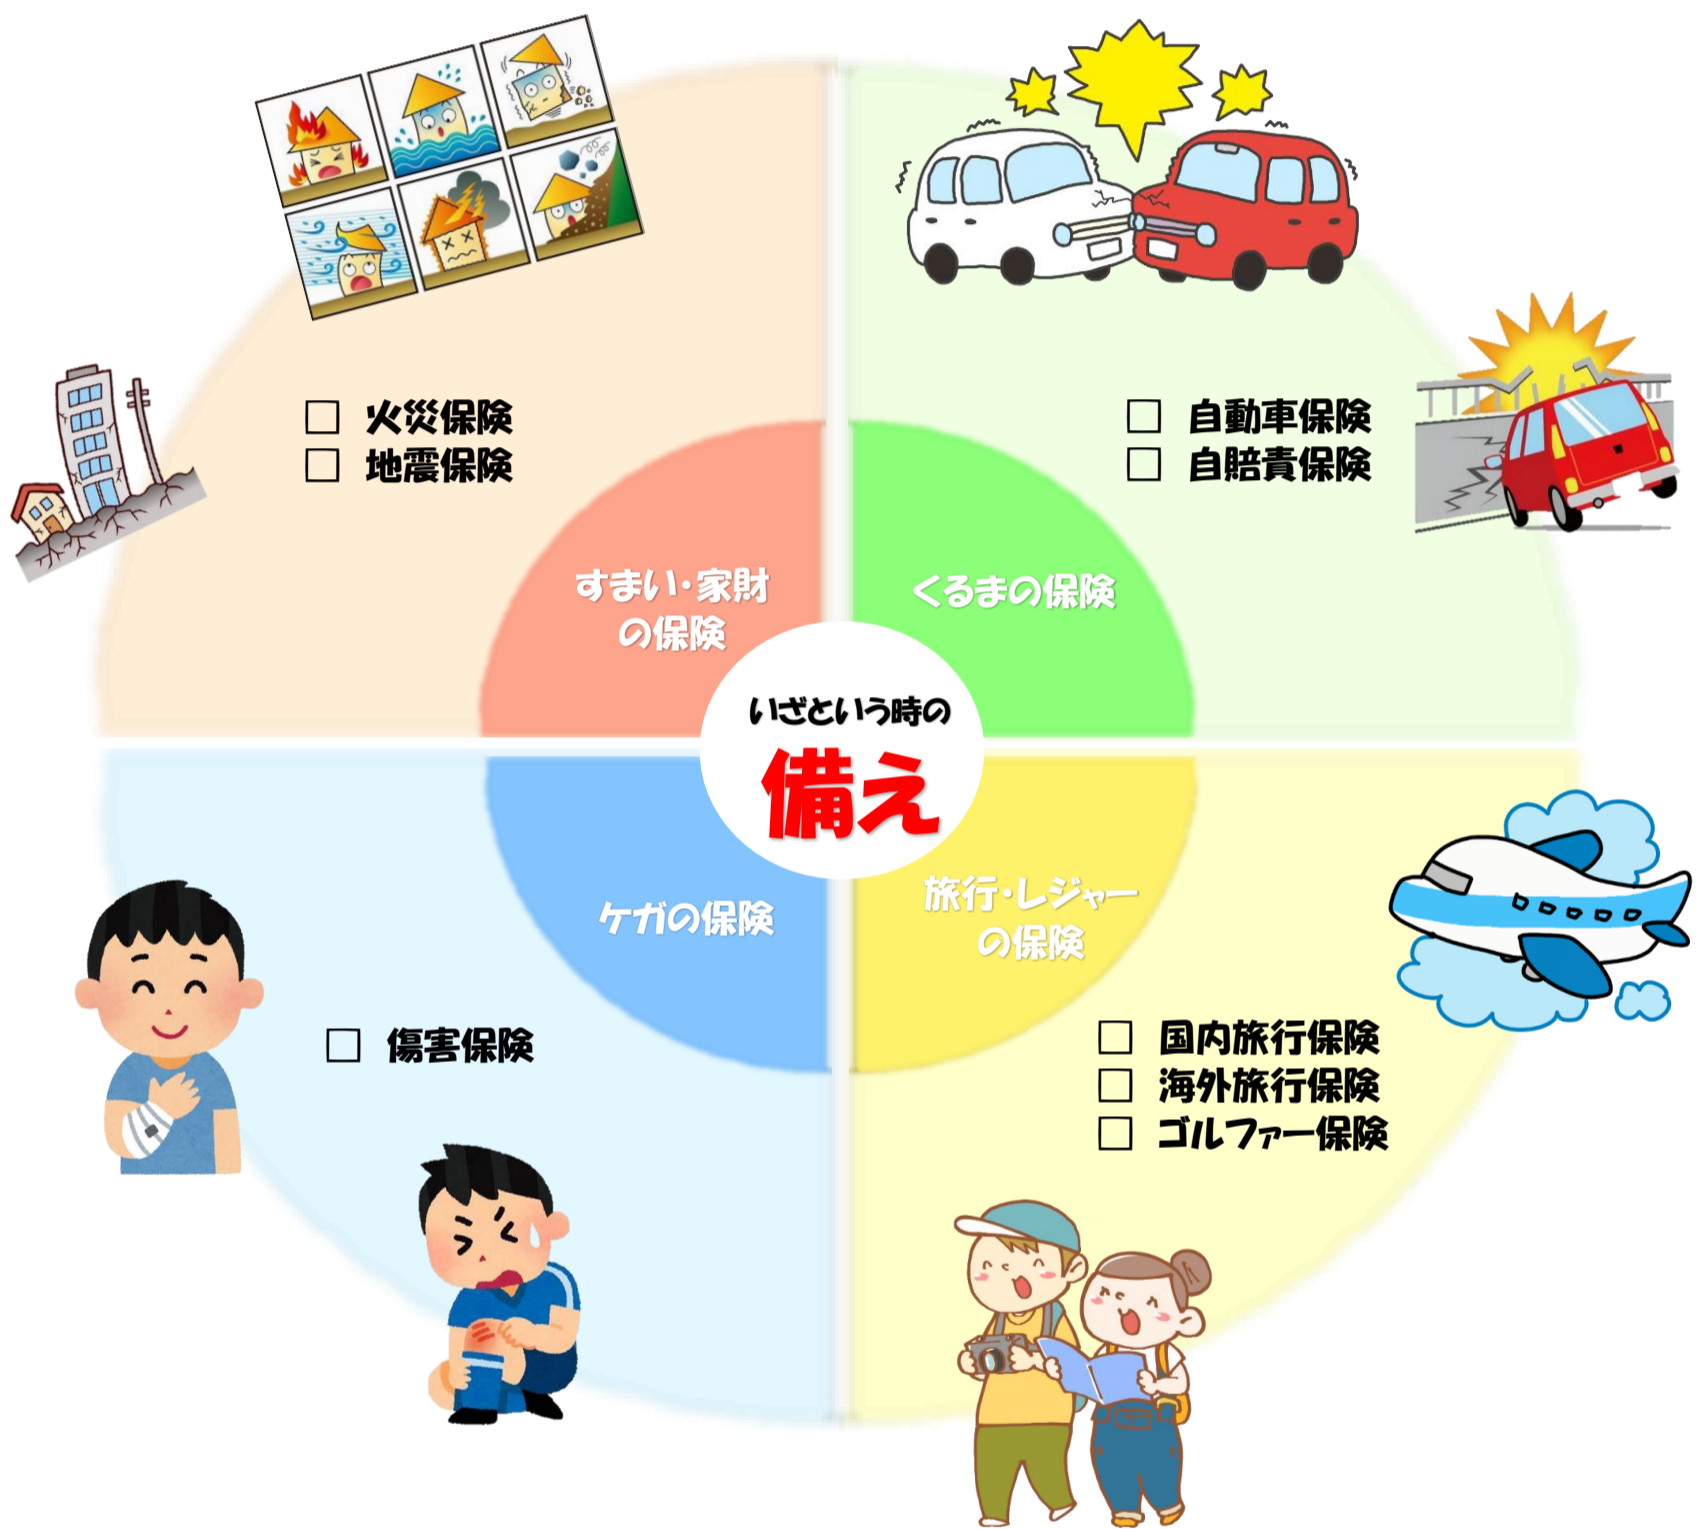 □ 火災保険
□ 地震保険
すまい・家財
の保険
□ 自動車保険
□ 自賠責保険
くるまの保険
いざという時の
備え
ケガの保険
□ 傷害保険
旅行・レジャー
の保険
□ 国内旅行保険
□ 海外旅行保険
□ ゴルファー保険